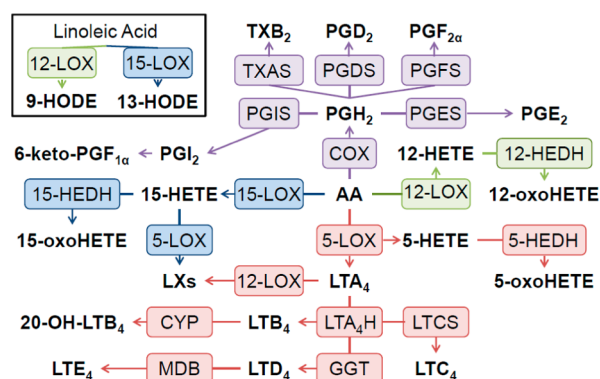 Linoleic Acid
12-LOX 15-LOX
9-HODE 13-HODE
TXB₂ PGD₂ PGF₂α
TXAS PGDS PGFS
PGIS PGH₂ PGES PGE₂
6-keto-PGF₁α PGI₂ COX 12-HETE 12-HEDH
15-HEDH 15-HETE 15-LOX AA 12-LOX 12-oxoHETE
15-oxoHETE 5-LOX 5-LOX 5-HETE 5-HEDH
LXs 12-LOX LTA₄ 5-oxoHETE
20-OH-LTB₄ CYP LTB₄ LTA₄H LTCS
LTE₄ MDB LTD₄ GGT LTC₄